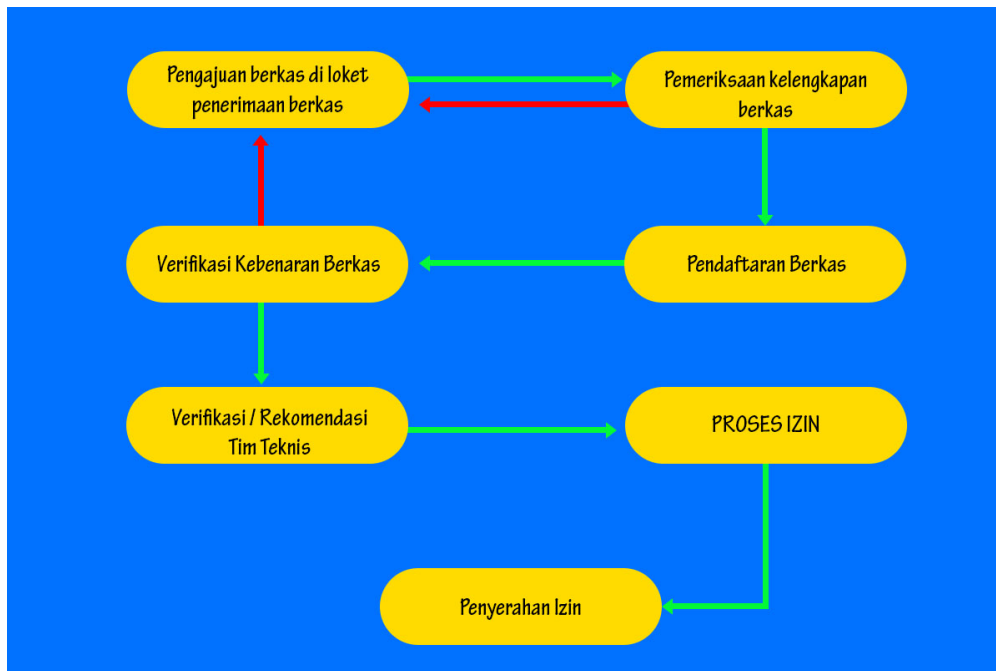 Pengajuan berkas di loket
penerimaan berkas
Pemeriksaan kelengkapan
berkas
Verifikasi Kebenaran Berkas
Pendaftaran Berkas
Verifikasi / Rekomendasi
Tim Teknis
PROSES IZIN
Penyerahan Izin